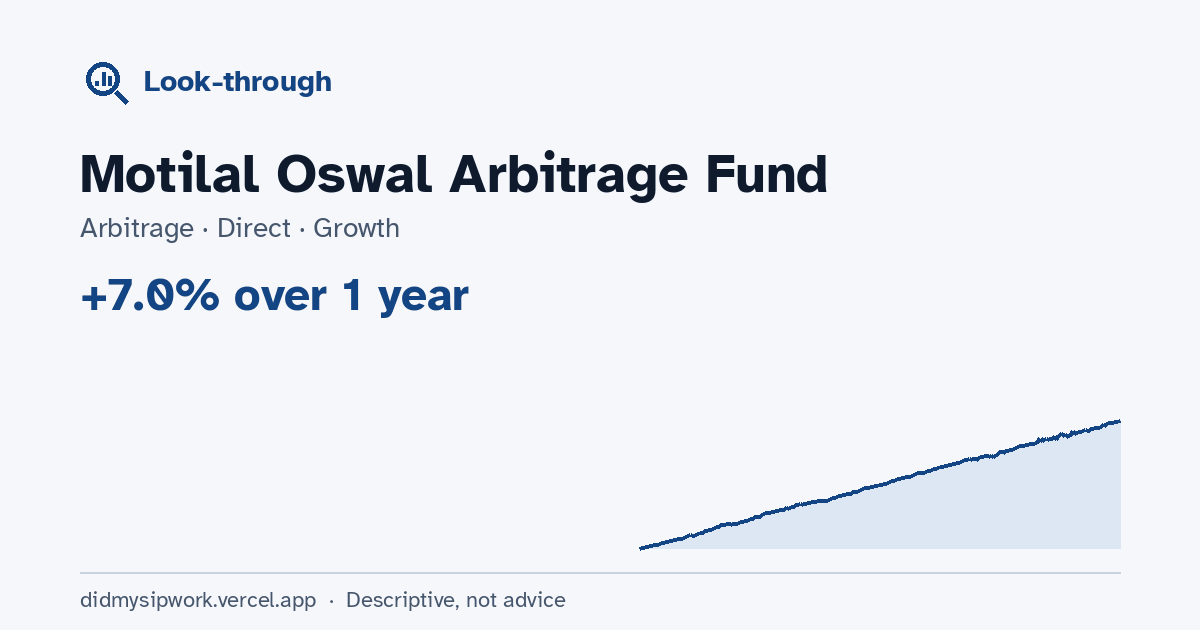 Look-through
Motilal Oswal Arbitrage Fund
Arbitrage · Direct · Growth
+7.0% over 1 year
didmysipwork.vercel.app · Descriptive, not advice